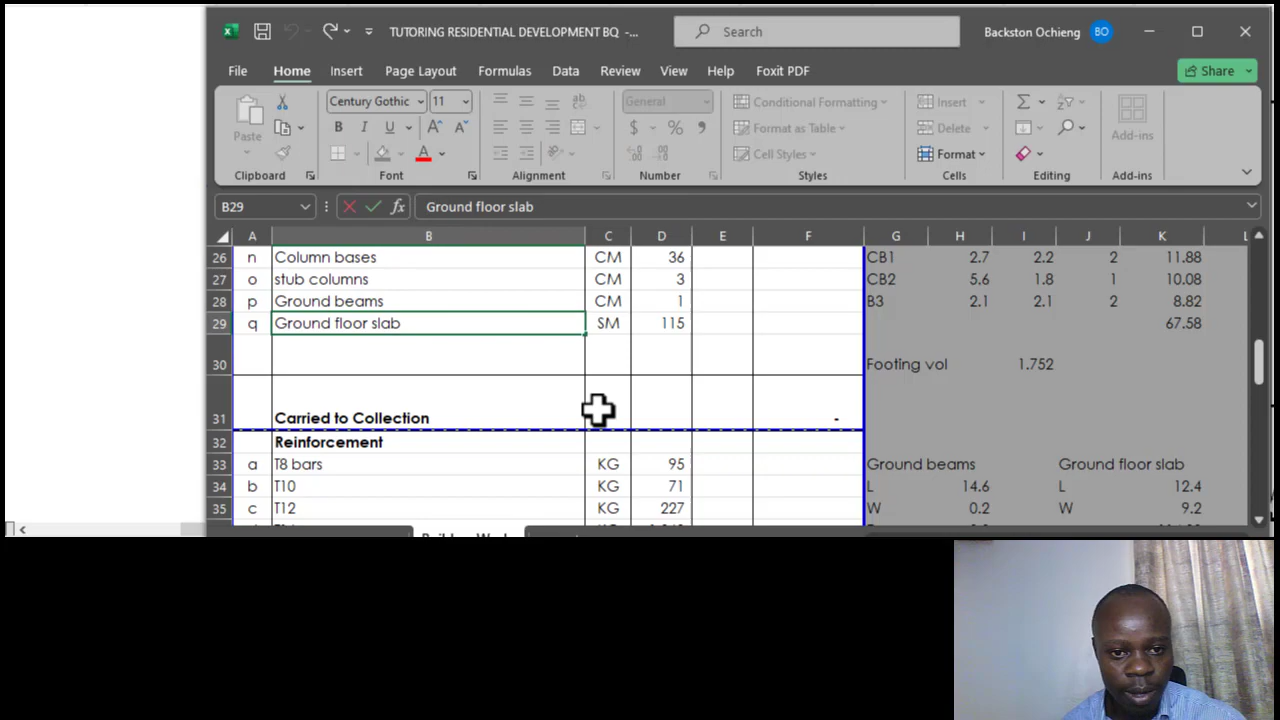 TUTORING RESIDENTIAL DEVELOPMENT BQ -...
Search
Backston Ochieng
BO
File Home Insert Page Layout Formulas Data Review View Help Foxit PDF
Share
Paste
Century Gothic 11
General
Conditional Formatting
Format as Table
Cell Styles
Insert
Delete
Format
Add-ins
Clipboard Font Alignment Number Styles Cells Editing Add-ins
B29 fx Ground floor slab
A B C D E F G H I J K L
26 n Column bases CM 36 CB1 2.7 2.2 2 11.88
27 o stub columns CM 3 CB2 5.6 1.8 1 10.08
28 p Ground beams CM 1 B3 2.1 2.1 2 8.82
29 q Ground floor slab SM 115 67.58
30 Footing vol 1.752
31 Carried to Collection -
32 Reinforcement
33 a T8 bars KG 95 Ground beams Ground floor slab
34 b T10 KG 71 L 14.6 L 12.4
35 c T12 KG 227 W 0.2 W 9.2